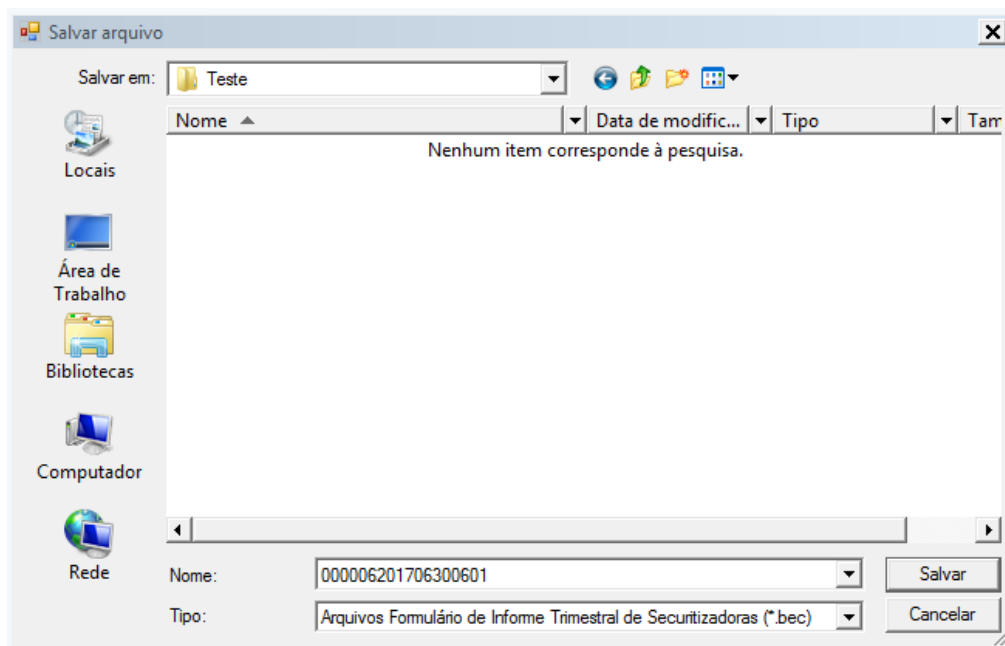 Salvar arquivo
Salvar em:
Teste
Nome
Data de modific...
Tipo
Tam
Nenhum item corresponde à pesquisa.
Locais
Área de
Trabalho
Bibliotecas
Computador
Rede
Nome:
000006201706300601
Salvar
Tipo:
Arquivos Formulário de Informe Trimestral de Securitizadoras (*.bec)
Cancelar